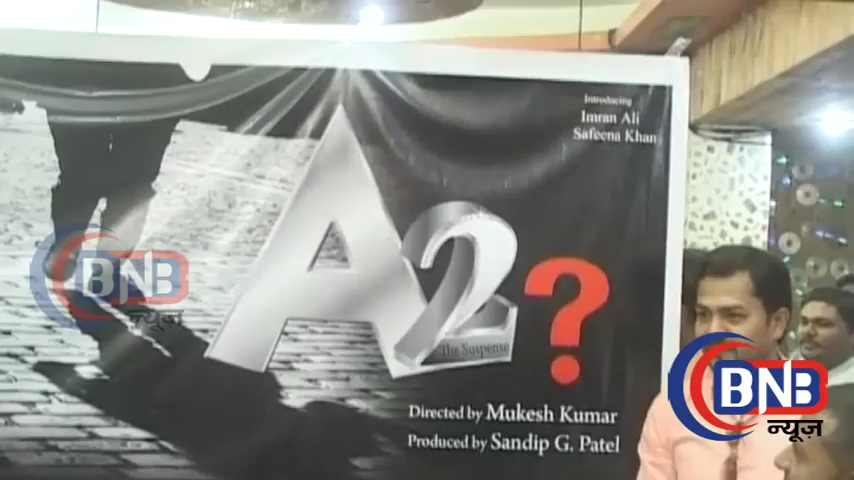 Introducing
Imran Ali
Safeena Khan
A2
The Suspense
?
Directed by Mukesh Kumar
Produced by Sandip G. Patel
BNB
न्यूज़
BNB
न्यूज़